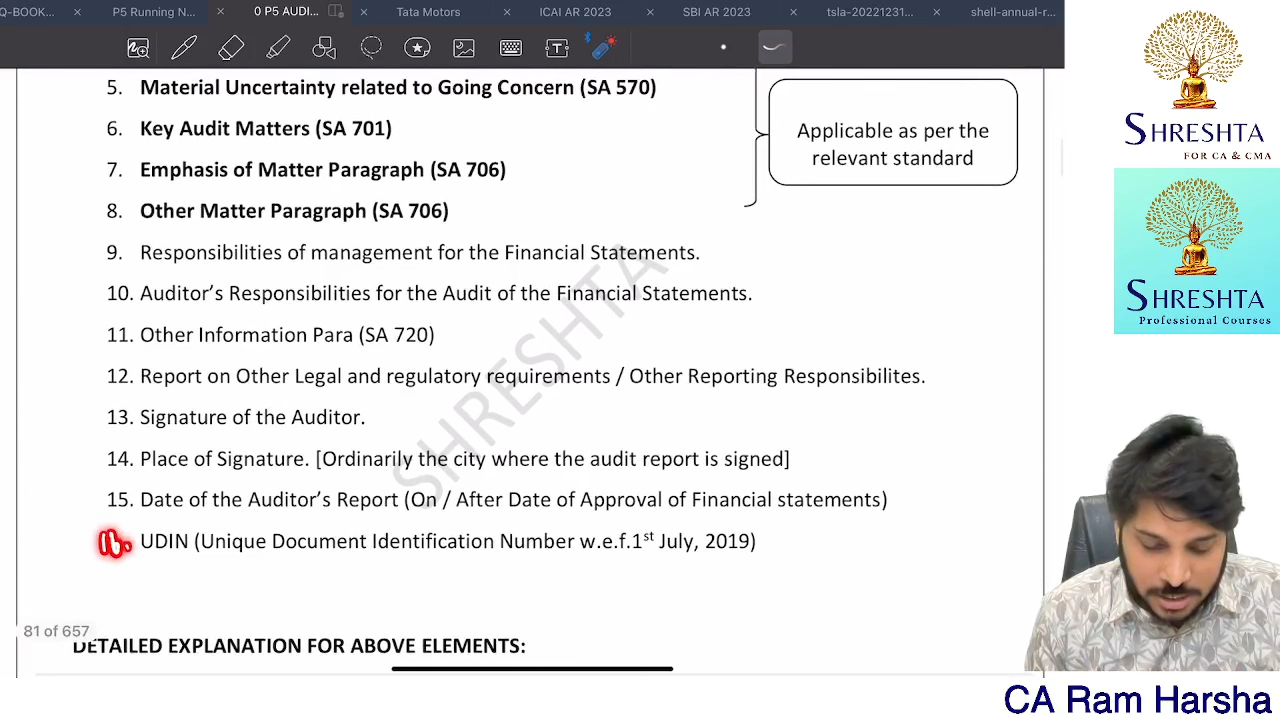 Q-BOOK...
P5 Running N...
0 P5 AUDI...
Tata Motors
ICAI AR 2023
SBI AR 2023
tsla-20221231...
shell-annual-r...
5. Material Uncertainty related to Going Concern (SA 570)
6. Key Audit Matters (SA 701)
7. Emphasis of Matter Paragraph (SA 706)
8. Other Matter Paragraph (SA 706)
Applicable as per the
relevant standard
9. Responsibilities of management for the Financial Statements.
10. Auditor’s Responsibilities for the Audit of the Financial Statements.
11. Other Information Para (SA 720)
12. Report on Other Legal and regulatory requirements / Other Reporting Responsibilites.
13. Signature of the Auditor.
14. Place of Signature. [Ordinarily the city where the audit report is signed]
15. Date of the Auditor’s Report (On / After Date of Approval of Financial statements)
16. UDIN (Unique Document Identification Number w.e.f.1st July, 2019)
81 of 657
DETAILED EXPLANATION FOR ABOVE ELEMENTS:
SHRESHTA
SHRESHTA
FOR CA & CMA
SHRESHTA
Professional Courses
CA Ram Harsha